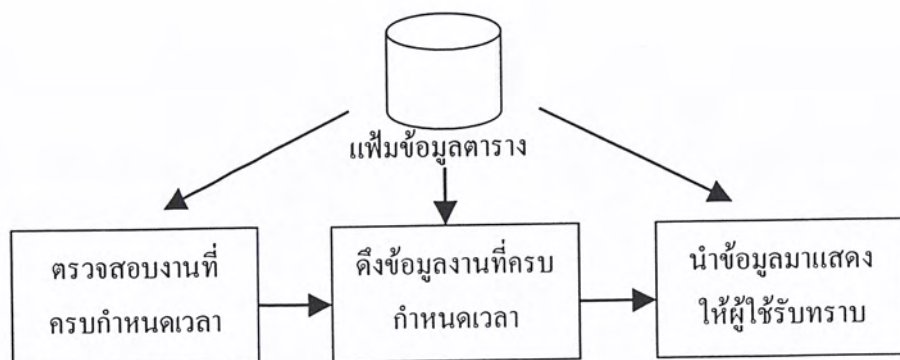 แฟ้มข้อมูลตาราง
ตรวจสอบงานที่
ครบกำหนดเวลา
ดึงข้อมูลงานที่ครบ
กำหนดเวลา
นำข้อมูลมาแสดง
ให้ผู้ใช้รับทราบ